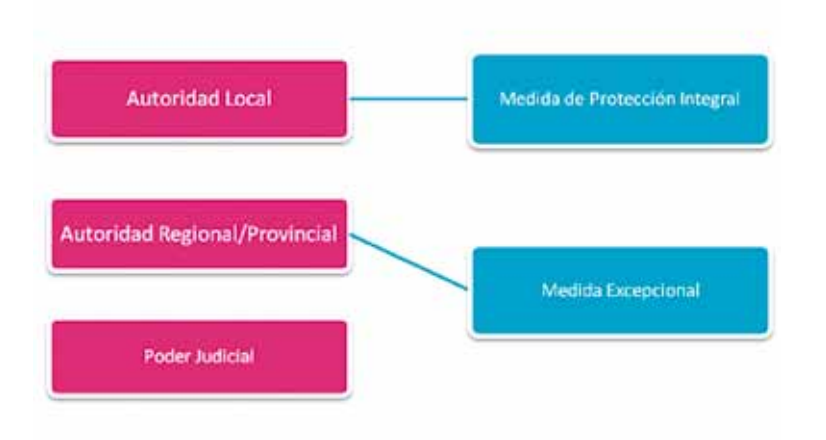 Autoridad Local
Medida de Protección Integral
Autoridad Regional/Provincial
Medida Excepcional
Poder Judicial